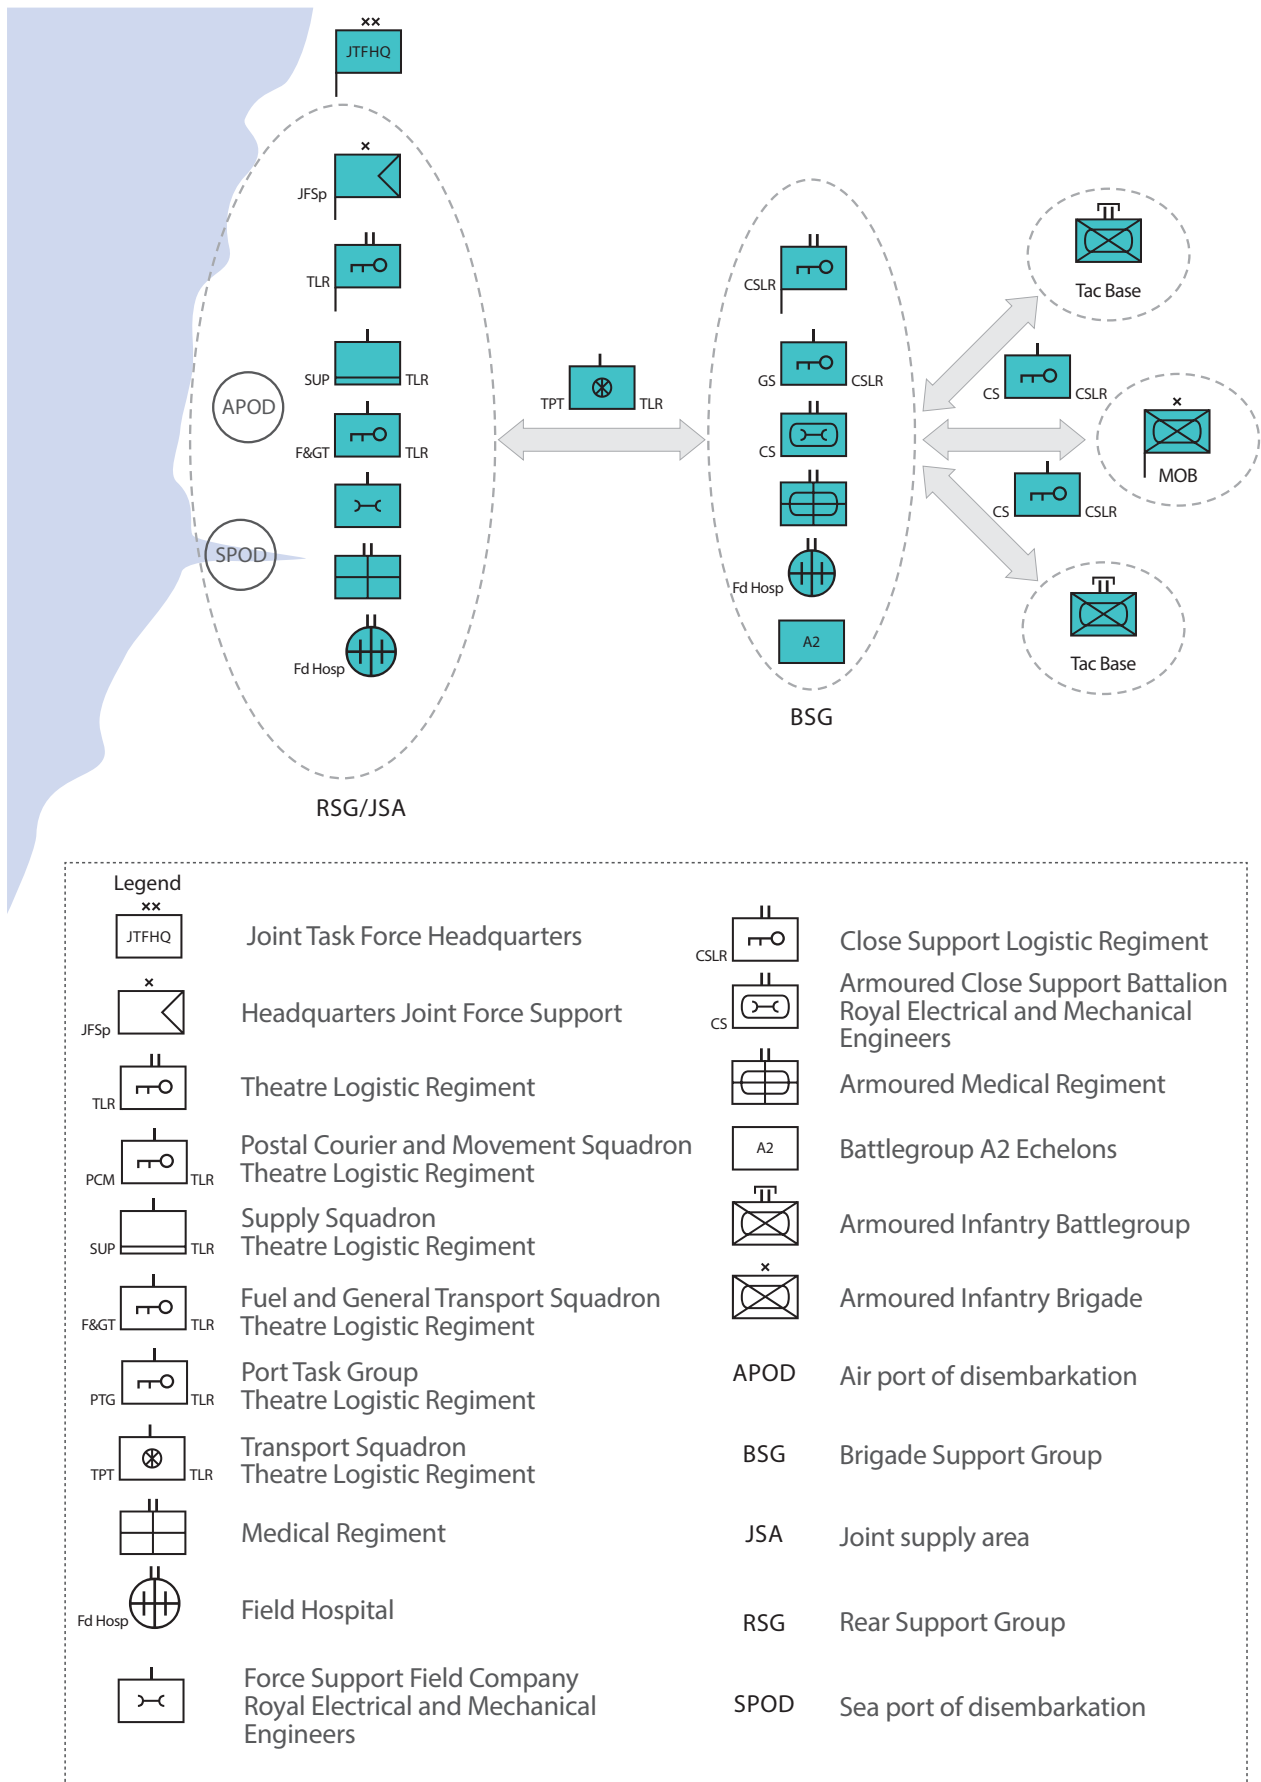 ××
JTFHQ
×
JFSp
TLR
SUP
TLR
APOD
F&GT
TLR
SPOD
Fd Hosp
RSG/JSA
TPT
TLR
CSLR
GS
CSLR
CS
Fd Hosp
A2
BSG
Tac Base
CS
CSLR
×
MOB
CS
CSLR
Tac Base
Legend
××
JTFHQ
Joint Task Force Headquarters
×
JFSp
Headquarters Joint Force Support
TLR
Theatre Logistic Regiment
PCM
TLR
Postal Courier and Movement Squadron
Theatre Logistic Regiment
SUP
TLR
Supply Squadron
Theatre Logistic Regiment
F&GT
TLR
Fuel and General Transport Squadron
Theatre Logistic Regiment
PTG
TLR
Port Task Group
Theatre Logistic Regiment
TPT
TLR
Transport Squadron
Theatre Logistic Regiment
Medical Regiment
Fd Hosp
Field Hospital
Force Support Field Company
Royal Electrical and Mechanical
Engineers
CSLR
Close Support Logistic Regiment
CS
Armoured Close Support Battalion
Royal Electrical and Mechanical
Engineers
Armoured Medical Regiment
A2
Battlegroup A2 Echelons
Armoured Infantry Battlegroup
×
Armoured Infantry Brigade
APOD
Air port of disembarkation
BSG
Brigade Support Group
JSA
Joint supply area
RSG
Rear Support Group
SPOD
Sea port of disembarkation